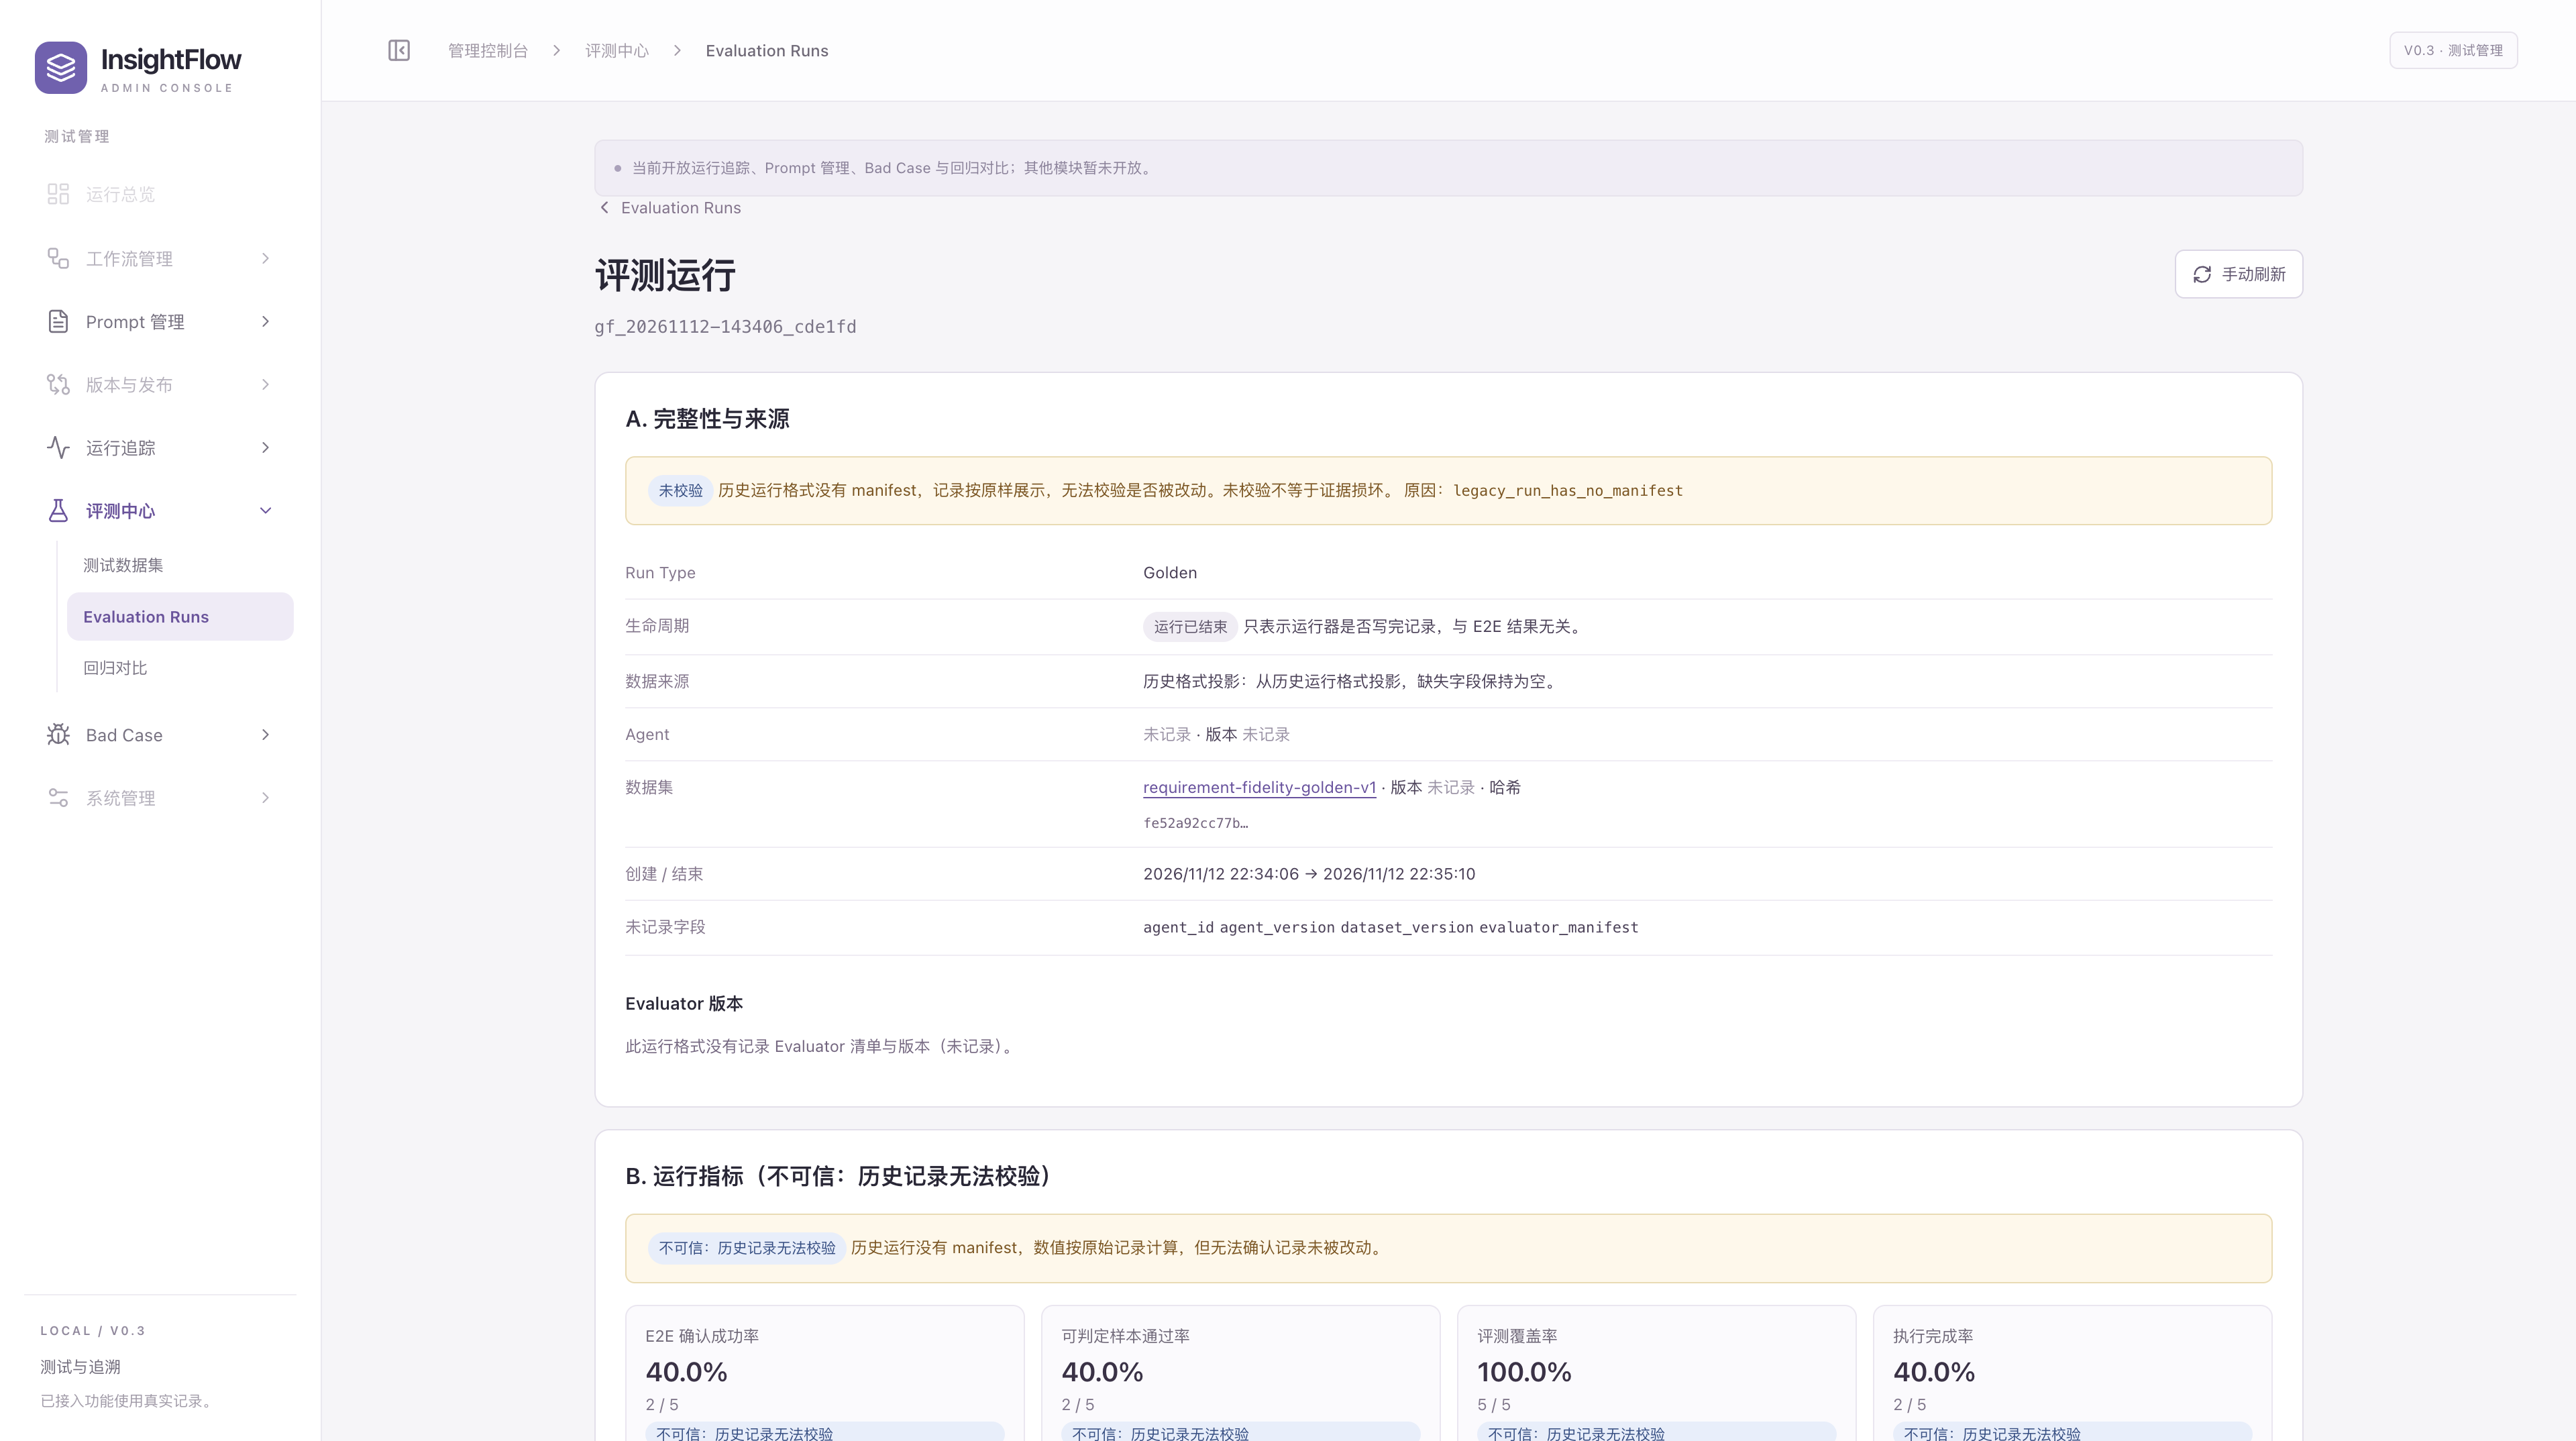 InsightFlow
ADMIN CONSOLE
测试管理
运行总览
工作流管理
Prompt 管理
版本与发布
运行追踪
评测中心
测试数据集
Evaluation Runs
回归对比
Bad Case
系统管理
LOCAL / V0.3
测试与追溯
已接入功能使用真实记录。
管理控制台 > 评测中心 > Evaluation Runs
V0.3 · 测试管理
当前开放运行追踪、Prompt 管理、Bad Case 与回归对比；其他模块暂未开放。
Evaluation Runs
评测运行
手动刷新
gf_20261112-143406_cde1fd
A. 完整性与来源
未校验 历史运行格式没有 manifest，记录按原样展示，无法校验是否被改动。未校验不等于证据损坏。 原因：legacy_run_has_no_manifest
Run Type Golden
生命周期 运行已结束 只表示运行器是否写完记录，与 E2E 结果无关。
数据来源 历史格式投影：从历史运行格式投影，缺失字段保持为空。
Agent 未记录 · 版本 未记录
数据集 requirement-fidelity-golden-v1 · 版本 未记录 · 哈希
fe52a92cc77b…
创建 / 结束 2026/11/12 22:34:06 → 2026/11/12 22:35:10
未记录字段 agent_id agent_version dataset_version evaluator_manifest
Evaluator 版本
此运行格式没有记录 Evaluator 清单与版本（未记录）。
B. 运行指标（不可信：历史记录无法校验）
不可信：历史记录无法校验 历史运行没有 manifest，数值按原始记录计算，但无法确认记录未被改动。
E2E 确认成功率
40.0%
2 / 5
不可信：历史记录无法校验
可判定样本通过率
40.0%
2 / 5
不可信：历史记录无法校验
评测覆盖率
100.0%
5 / 5
不可信：历史记录无法校验
执行完成率
40.0%
2 / 5
不可信：历史记录无法校验